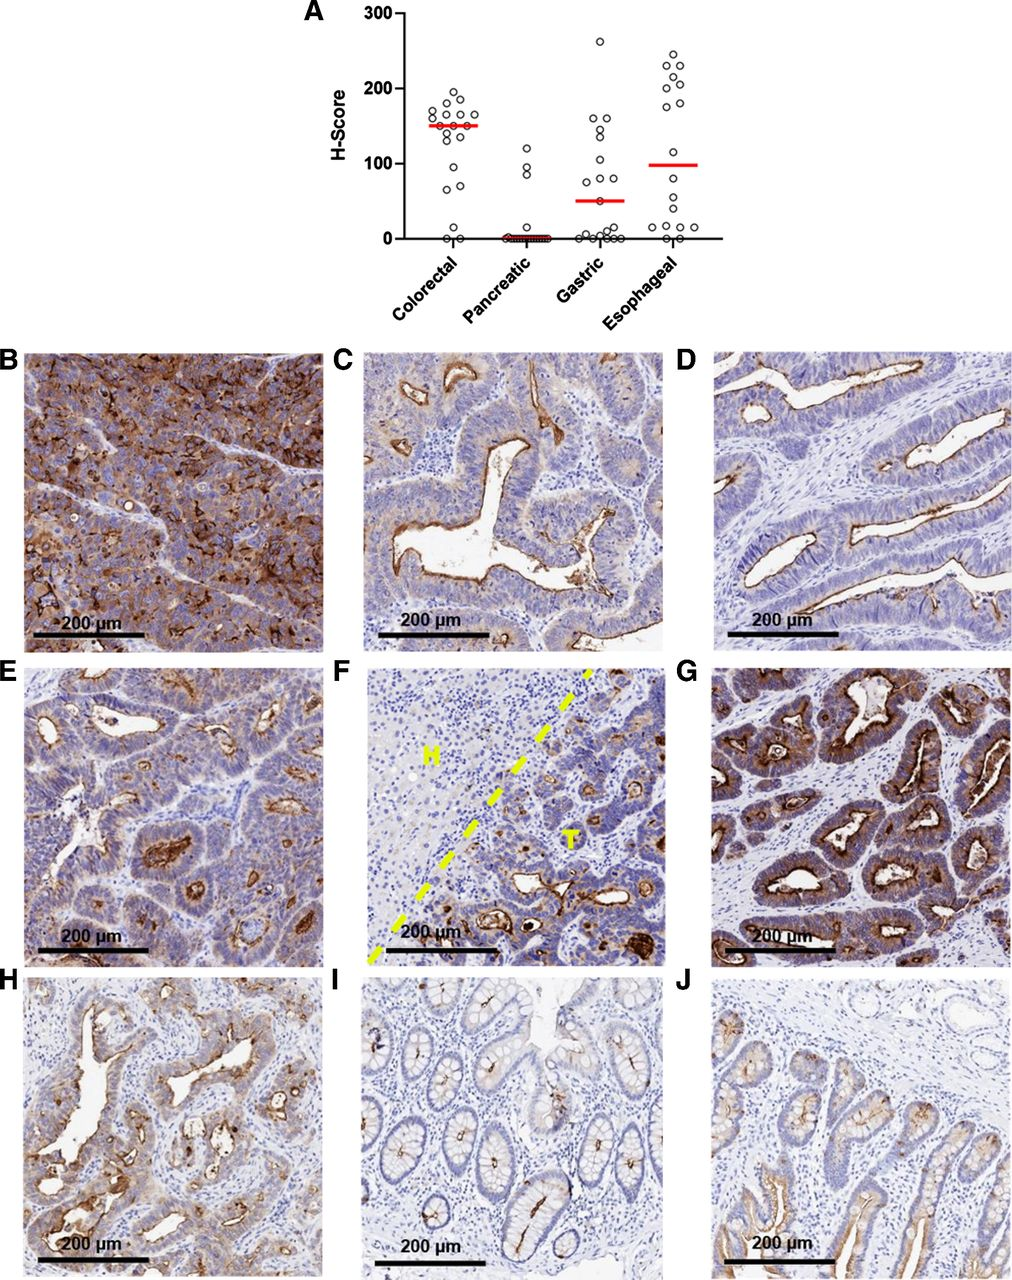 A
300
200
100
0
H-Score
Colorectal
Pancreatic
Gastric
Esophageal
B
200 µm
C
200 µm
D
200 µm
E
200 µm
F
H
T
200 µm
G
200 µm
H
200 µm
I
200 µm
J
200 µm